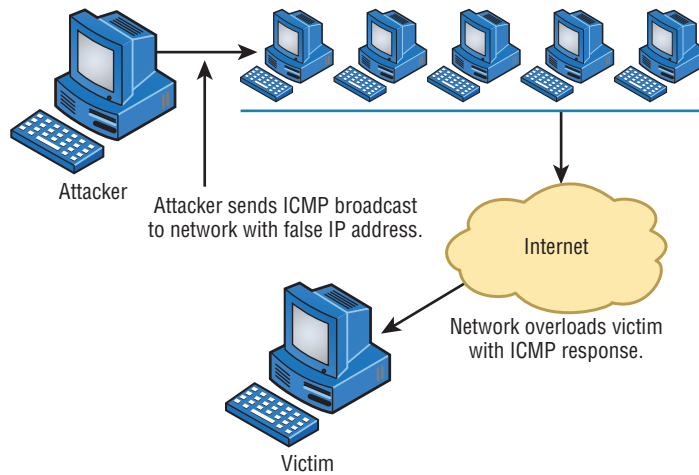 Attacker
Attacker sends ICMP broadcast
to network with false IP address.
Internet
Network overloads victim
with ICMP response.
Victim